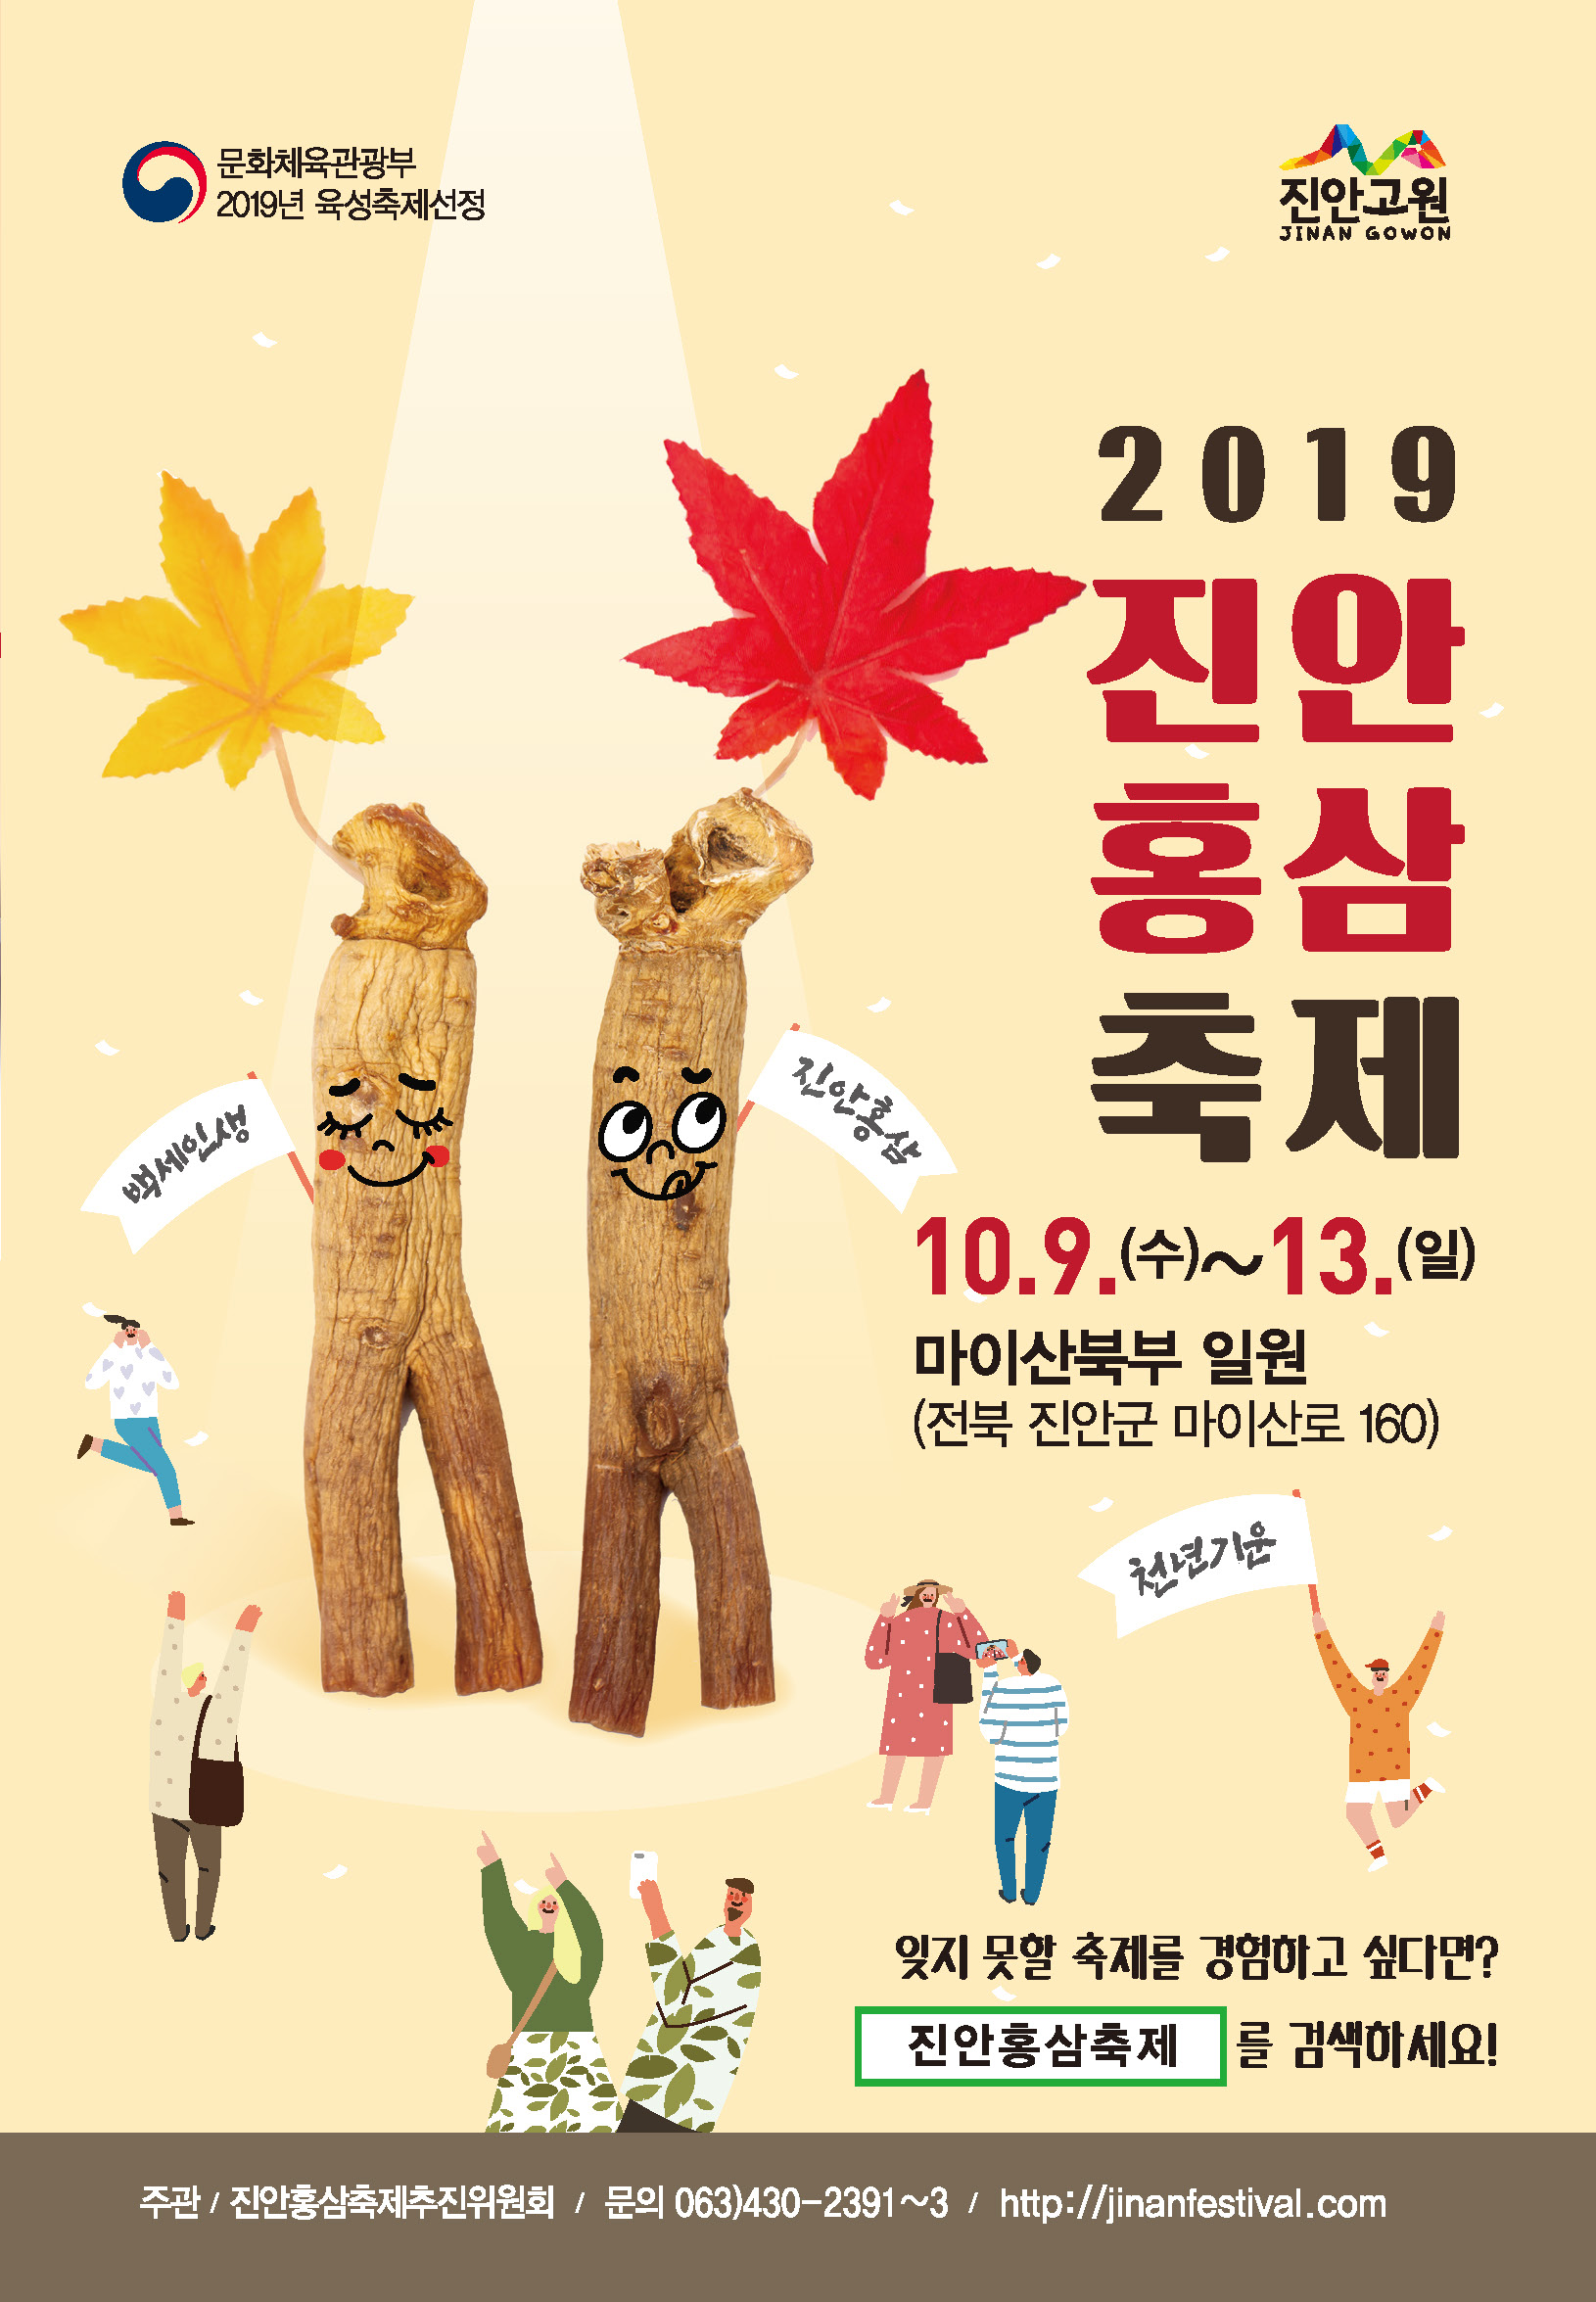 문화체육관광부
2019년 육성축제선정
진안고원
JINAN GOWON
2019
진안
홍삼
축제
백세인생
진안홍삼
10.9.(수)~13.(일)
마이산북부 일원
(전북 진안군 마이산로 160)
천년기운
잊지 못할 축제를 경험하고 싶다면?
진안홍삼축제 를 검색하세요!
주관 / 진안홍삼축제추진위원회 / 문의 063)430-2391~3 / http://jinanfestival.com